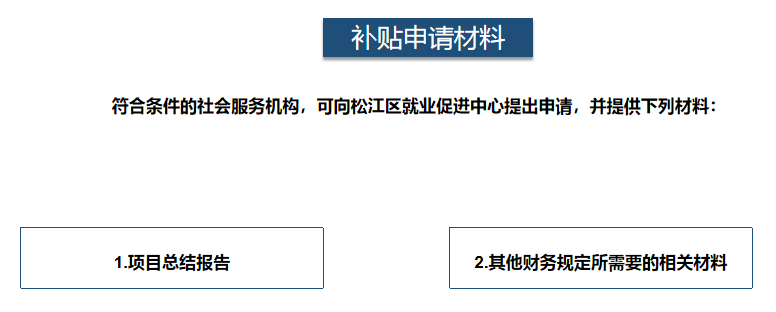 补贴申请材料
符合条件的社会服务机构，可向松江区就业促进中心提出申请，并提供下列材料：
1.项目总结报告
2.其他财务规定所需要的相关材料